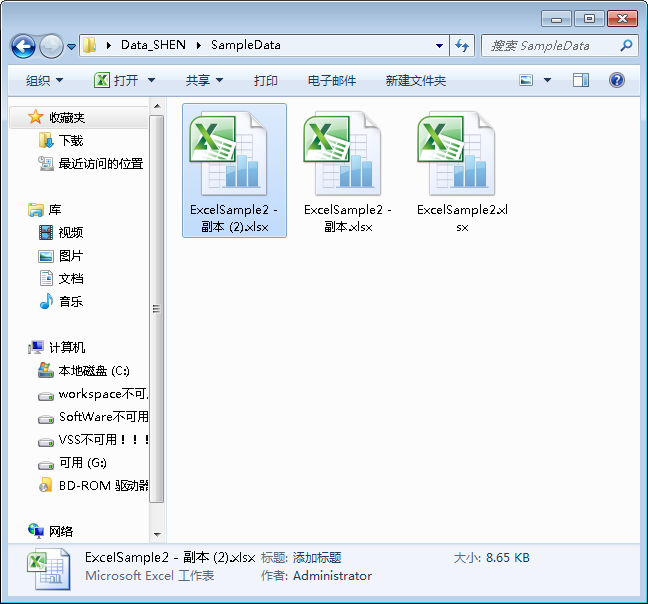 Data_SHEN SampleData
搜索 SampleData
组织 打开 共享 打印 电子邮件 新建文件夹
收藏夹
下载
最近访问的位置
库
视频
图片
文档
音乐
计算机
本地磁盘 (C:)
workspace不可
SoftWare不可用
VSS不可用！！！
可用 (G:)
BD-ROM 驱动器
网络
ExcelSample2 -
副本 (2).xlsx
ExcelSample2 -
副本.xlsx
ExcelSample2.xl
sx
ExcelSample2 - 副本 (2).xlsx 标题: 添加标题 大小: 8.65 KB
Microsoft Excel 工作表 作者: Administrator